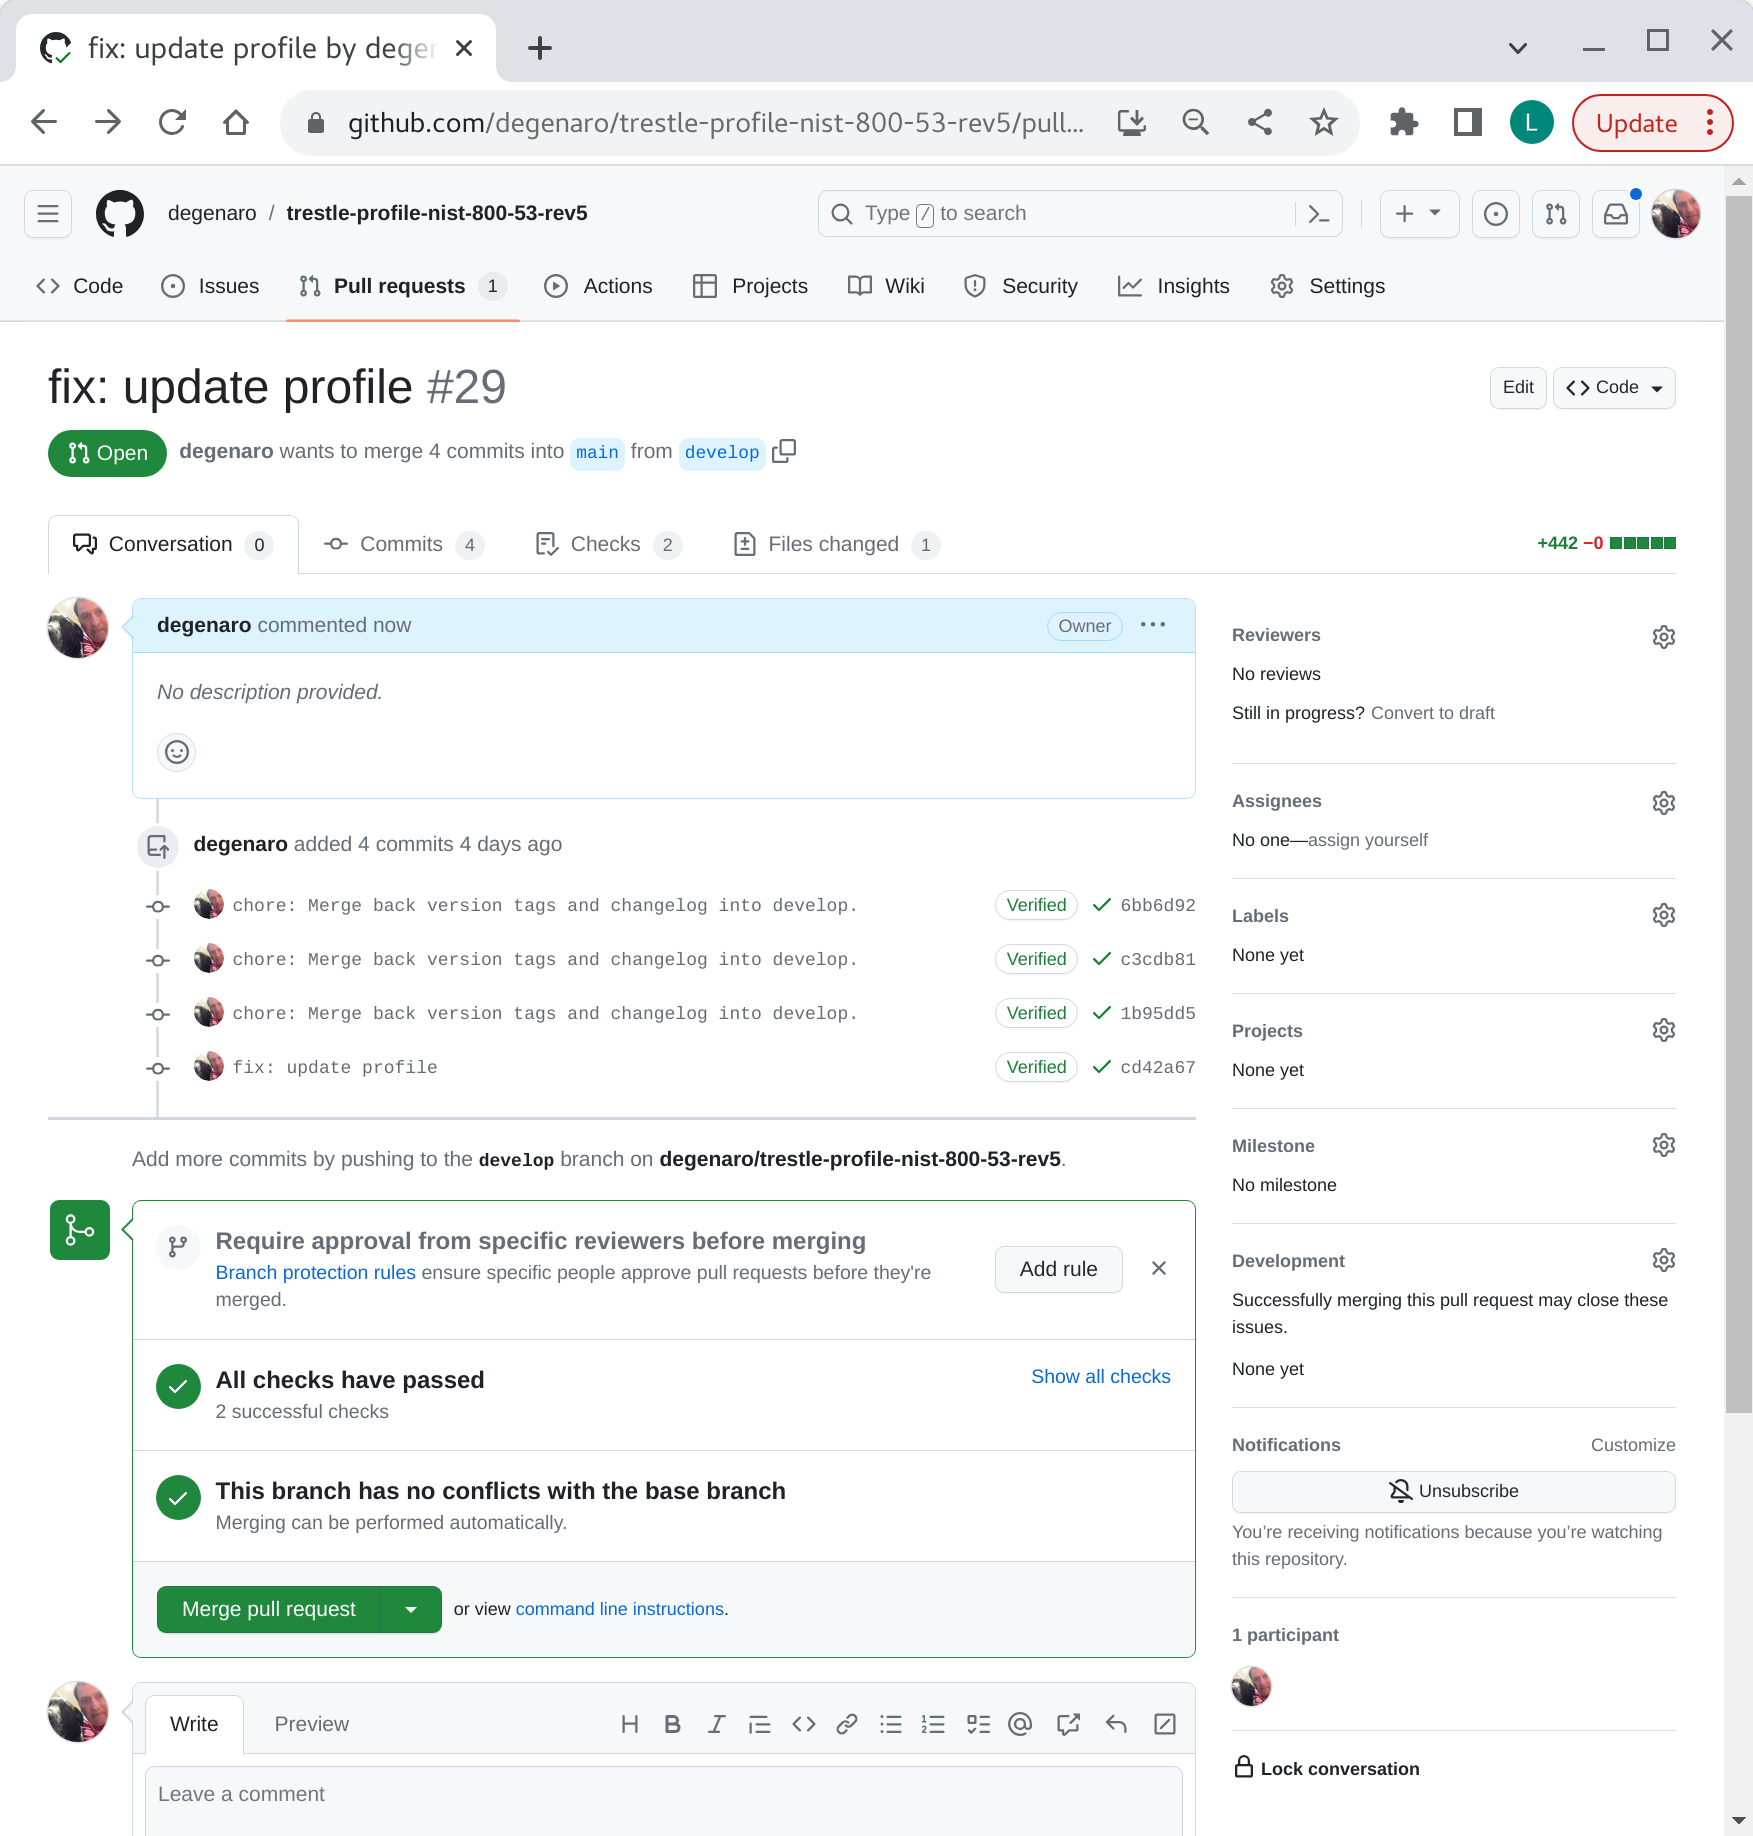 fix: update profile by degen
github.com/degenaro/trestle-profile-nist-800-53-rev5/pull...
L
Update
degenaro / trestle-profile-nist-800-53-rev5
Type / to search
Code
Issues
Pull requests 1
Actions
Projects
Wiki
Security
Insights
Settings
fix: update profile #29
Edit
Code
Open
degenaro wants to merge 4 commits into main from develop
Conversation 0
Commits 4
Checks 2
Files changed 1
+442 −0
degenaro commented now
Owner
No description provided.
degenaro added 4 commits 4 days ago
chore: Merge back version tags and changelog into develop.
Verified
6bb6d92
chore: Merge back version tags and changelog into develop.
Verified
c3cdb81
chore: Merge back version tags and changelog into develop.
Verified
1b95dd5
fix: update profile
Verified
cd42a67
Add more commits by pushing to the develop branch on degenaro/trestle-profile-nist-800-53-rev5.
Require approval from specific reviewers before merging
Branch protection rules ensure specific people approve pull requests before they're
merged.
Add rule
All checks have passed
2 successful checks
Show all checks
This branch has no conflicts with the base branch
Merging can be performed automatically.
Merge pull request
or view command line instructions.
Write
Preview
Leave a comment
Reviewers
No reviews
Still in progress? Convert to draft
Assignees
No one—assign yourself
Labels
None yet
Projects
None yet
Milestone
No milestone
Development
Successfully merging this pull request may close these
issues.
None yet
Notifications
Customize
Unsubscribe
You’re receiving notifications because you’re watching
this repository.
1 participant
Lock conversation